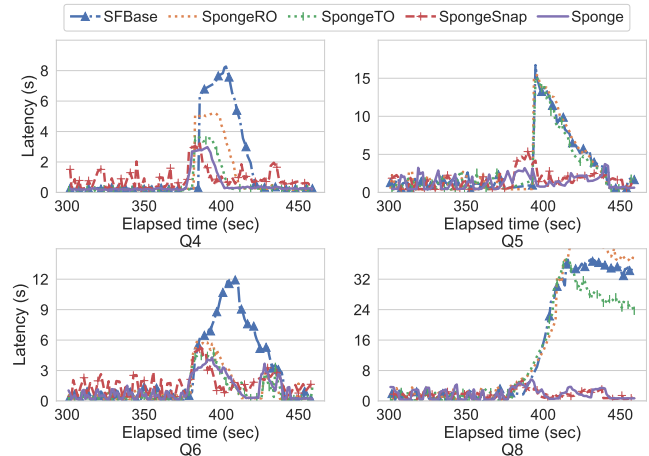 SFBase SpongeRO SpongeTO SpongeSnap Sponge
Latency (s)
8
6
4
2
0
300 350 400 450
Elapsed time (sec)
Q4
15
10
5
0
300 350 400 450
Elapsed time (sec)
Q5
Latency (s)
12
9
6
3
0
300 350 400 450
Elapsed time (sec)
Q6
32
24
16
8
0
300 350 400 450
Elapsed time (sec)
Q8